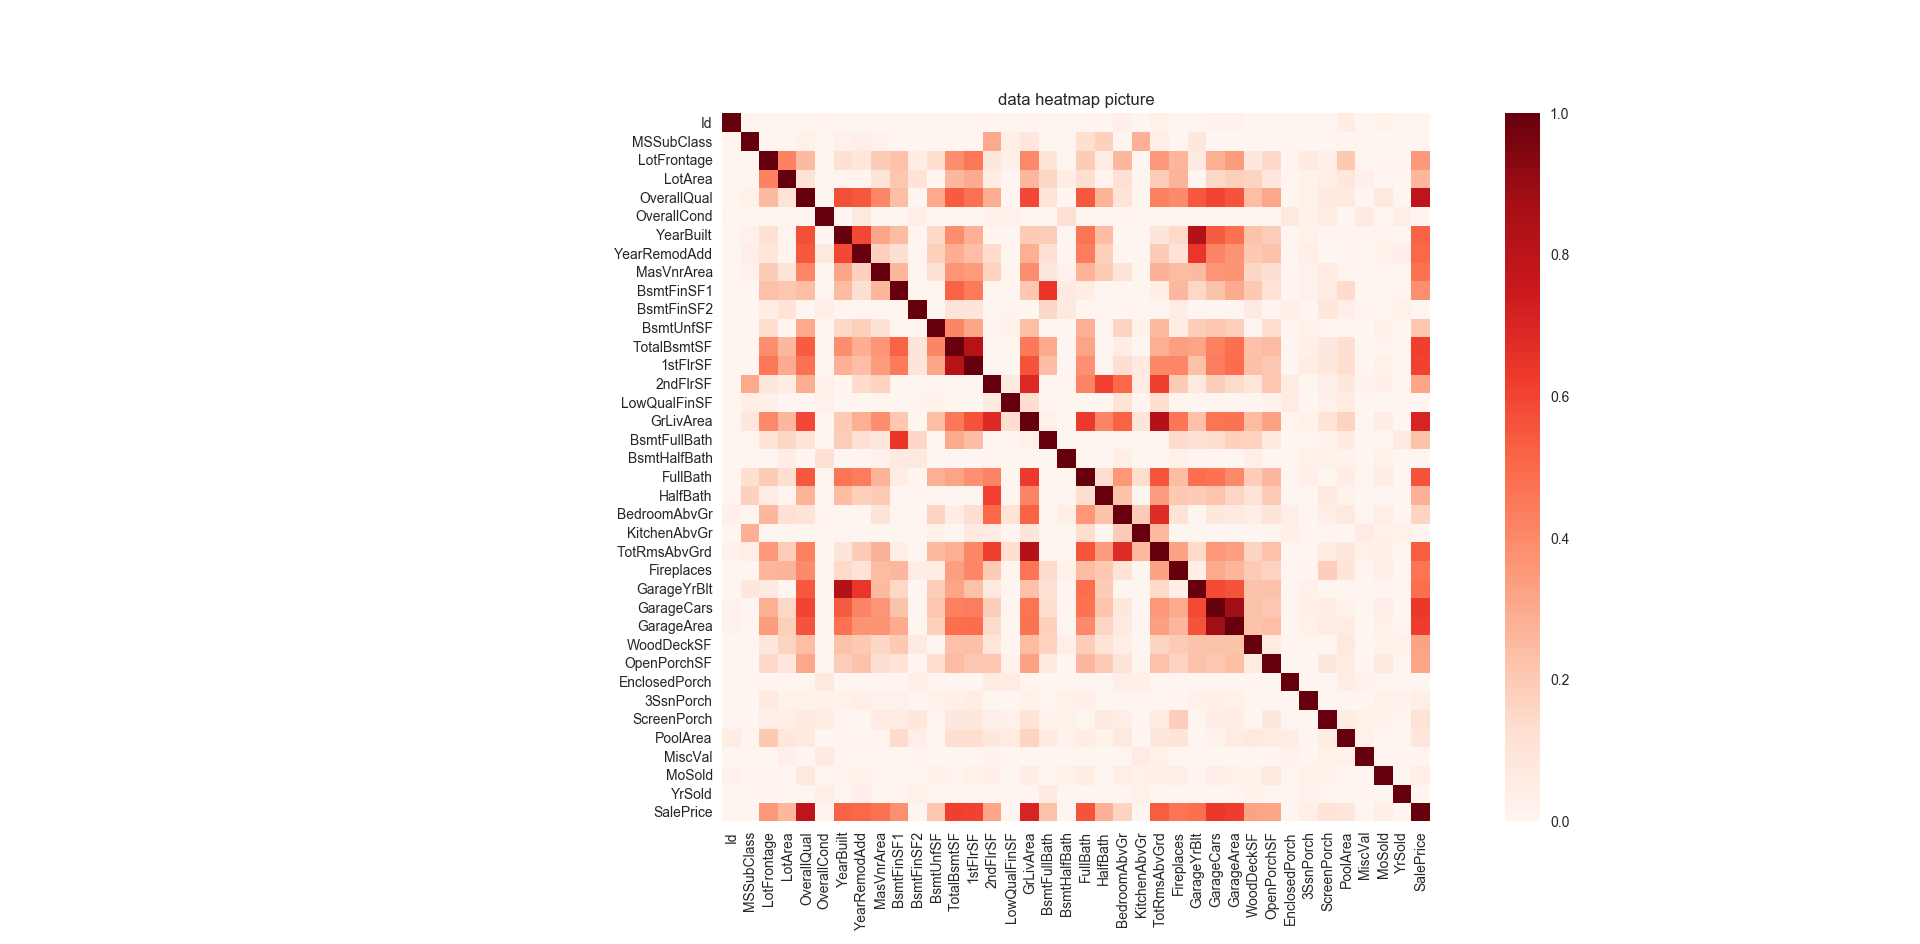 data heatmap picture
Id
MSSubClass
LotFrontage
LotArea
OverallQual
OverallCond
YearBuilt
YearRemodAdd
MasVnrArea
BsmtFinSF1
BsmtFinSF2
BsmtUnfSF
TotalBsmtSF
1stFlrSF
2ndFlrSF
LowQualFinSF
GrLivArea
BsmtFullBath
BsmtHalfBath
FullBath
HalfBath
BedroomAbvGr
KitchenAbvGr
TotRmsAbvGrd
Fireplaces
GarageYrBlt
GarageCars
GarageArea
WoodDeckSF
OpenPorchSF
EnclosedPorch
3SsnPorch
ScreenPorch
PoolArea
MiscVal
MoSold
YrSold
SalePrice
Id
MSSubClass
LotFrontage
LotArea
OverallQual
OverallCond
YearBuilt
YearRemodAdd
MasVnrArea
BsmtFinSF1
BsmtFinSF2
BsmtUnfSF
TotalBsmtSF
1stFlrSF
2ndFlrSF
LowQualFinSF
GrLivArea
BsmtFullBath
BsmtHalfBath
FullBath
HalfBath
BedroomAbvGr
KitchenAbvGr
TotRmsAbvGrd
Fireplaces
GarageYrBlt
GarageCars
GarageArea
WoodDeckSF
OpenPorchSF
EnclosedPorch
3SsnPorch
ScreenPorch
PoolArea
MiscVal
MoSold
YrSold
SalePrice
1.0
0.8
0.6
0.4
0.2
0.0